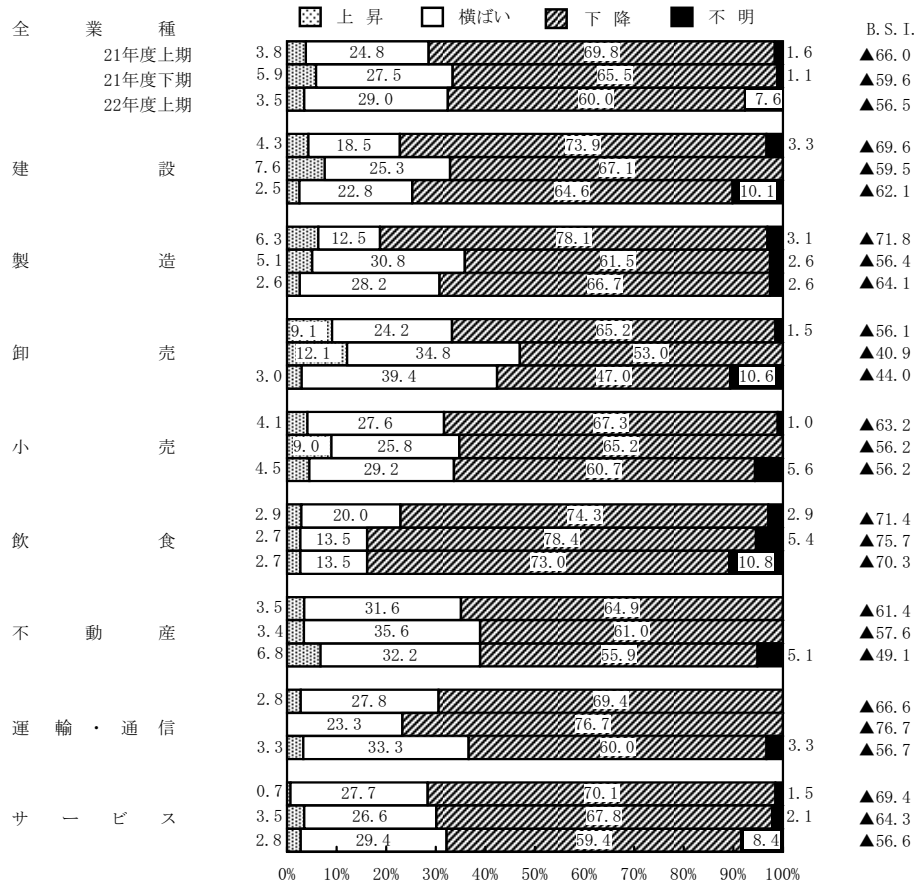 上 昇 横ばい 下 降 不 明
全 業 種 B.S.I.
21年度上期 3.8 24.8 69.8 1.6 ▲66.0
21年度下期 5.9 27.5 65.5 1.1 ▲59.6
22年度上期 3.5 29.0 60.0 7.6 ▲56.5
4.3 18.5 73.9 3.3 ▲69.6
建 設 7.6 25.3 67.1 ▲59.5
2.5 22.8 64.6 10.1 ▲62.1
6.3 12.5 78.1 3.1 ▲71.8
製 造 5.1 30.8 61.5 2.6 ▲56.4
2.6 28.2 66.7 2.6 ▲64.1
9.1 24.2 65.2 1.5 ▲56.1
卸 売 12.1 34.8 53.0 ▲40.9
3.0 39.4 47.0 10.6 ▲44.0
4.1 27.6 67.3 1.0 ▲63.2
小 売 9.0 25.8 65.2 ▲56.2
4.5 29.2 60.7 5.6 ▲56.2
2.9 20.0 74.3 2.9 ▲71.4
飲 食 2.7 13.5 78.4 5.4 ▲75.7
2.7 13.5 73.0 10.8 ▲70.3
3.5 31.6 64.9 ▲61.4
不 動 産 3.4 35.6 61.0 ▲57.6
6.8 32.2 55.9 5.1 ▲49.1
2.8 27.8 69.4 ▲66.6
運 輸 ・ 通 信 23.3 76.7 ▲76.7
3.3 33.3 60.0 3.3 ▲56.7
0.7 27.7 70.1 1.5 ▲69.4
サ ー ビ ス 3.5 26.6 67.8 2.1 ▲64.3
2.8 29.4 59.4 8.4 ▲56.6
0% 10% 20% 30% 40% 50% 60% 70% 80% 90% 100%